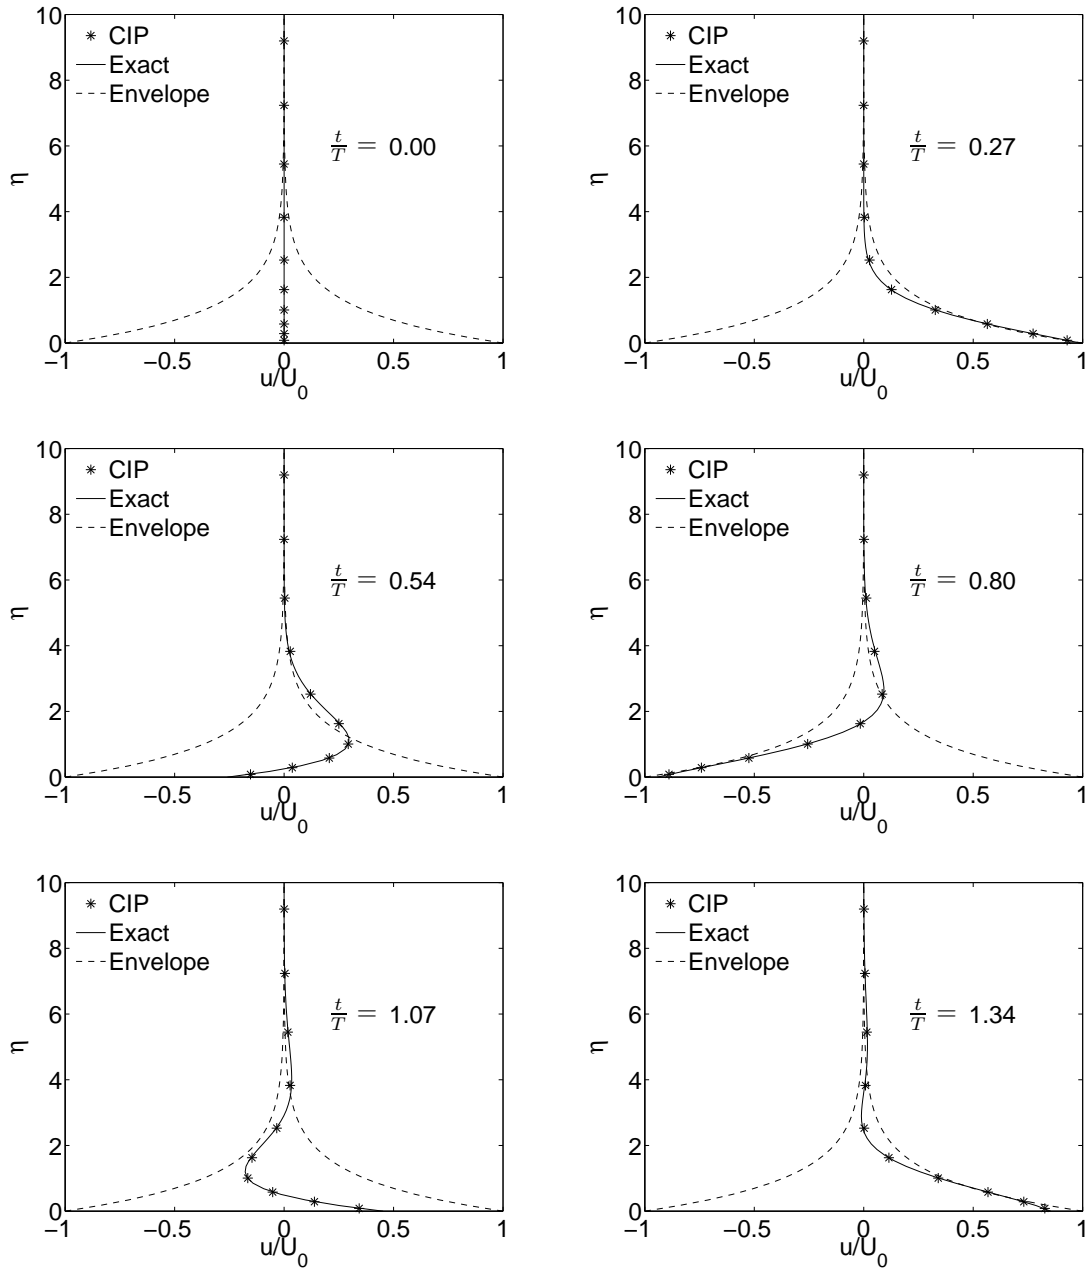 10
8
6
4
2
0
η
CIP
Exact
Envelope
t/T = 0.00
−1
−0.5
0
0.5
1
u/U0
10
8
6
4
2
0
η
CIP
Exact
Envelope
t/T = 0.27
−1
−0.5
0
0.5
1
u/U0
10
8
6
4
2
0
η
CIP
Exact
Envelope
t/T = 0.54
−1
−0.5
0
0.5
1
u/U0
10
8
6
4
2
0
η
CIP
Exact
Envelope
t/T = 0.80
−1
−0.5
0
0.5
1
u/U0
10
8
6
4
2
0
η
CIP
Exact
Envelope
t/T = 1.07
−1
−0.5
0
0.5
1
u/U0
10
8
6
4
2
0
η
CIP
Exact
Envelope
t/T = 1.34
−1
−0.5
0
0.5
1
u/U0